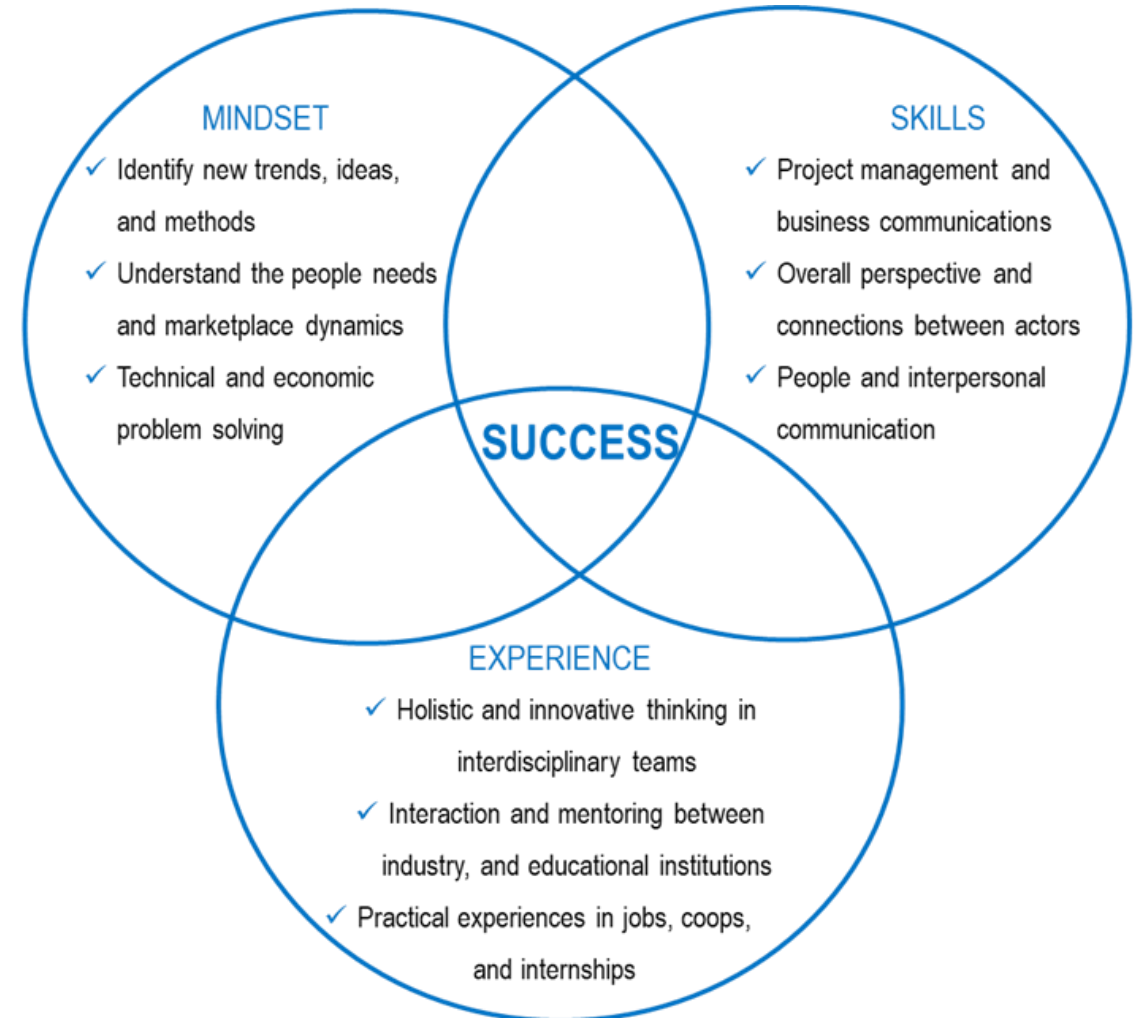 MINDSET
Identify new trends, ideas,
and methods
Understand the people needs
and marketplace dynamics
Technical and economic
problem solving
SKILLS
Project management and
business communications
Overall perspective and
connections between actors
People and interpersonal
communication
SUCCESS
EXPERIENCE
Holistic and innovative thinking in
interdisciplinary teams
Interaction and mentoring between
industry, and educational institutions
Practical experiences in jobs, coops,
and internships